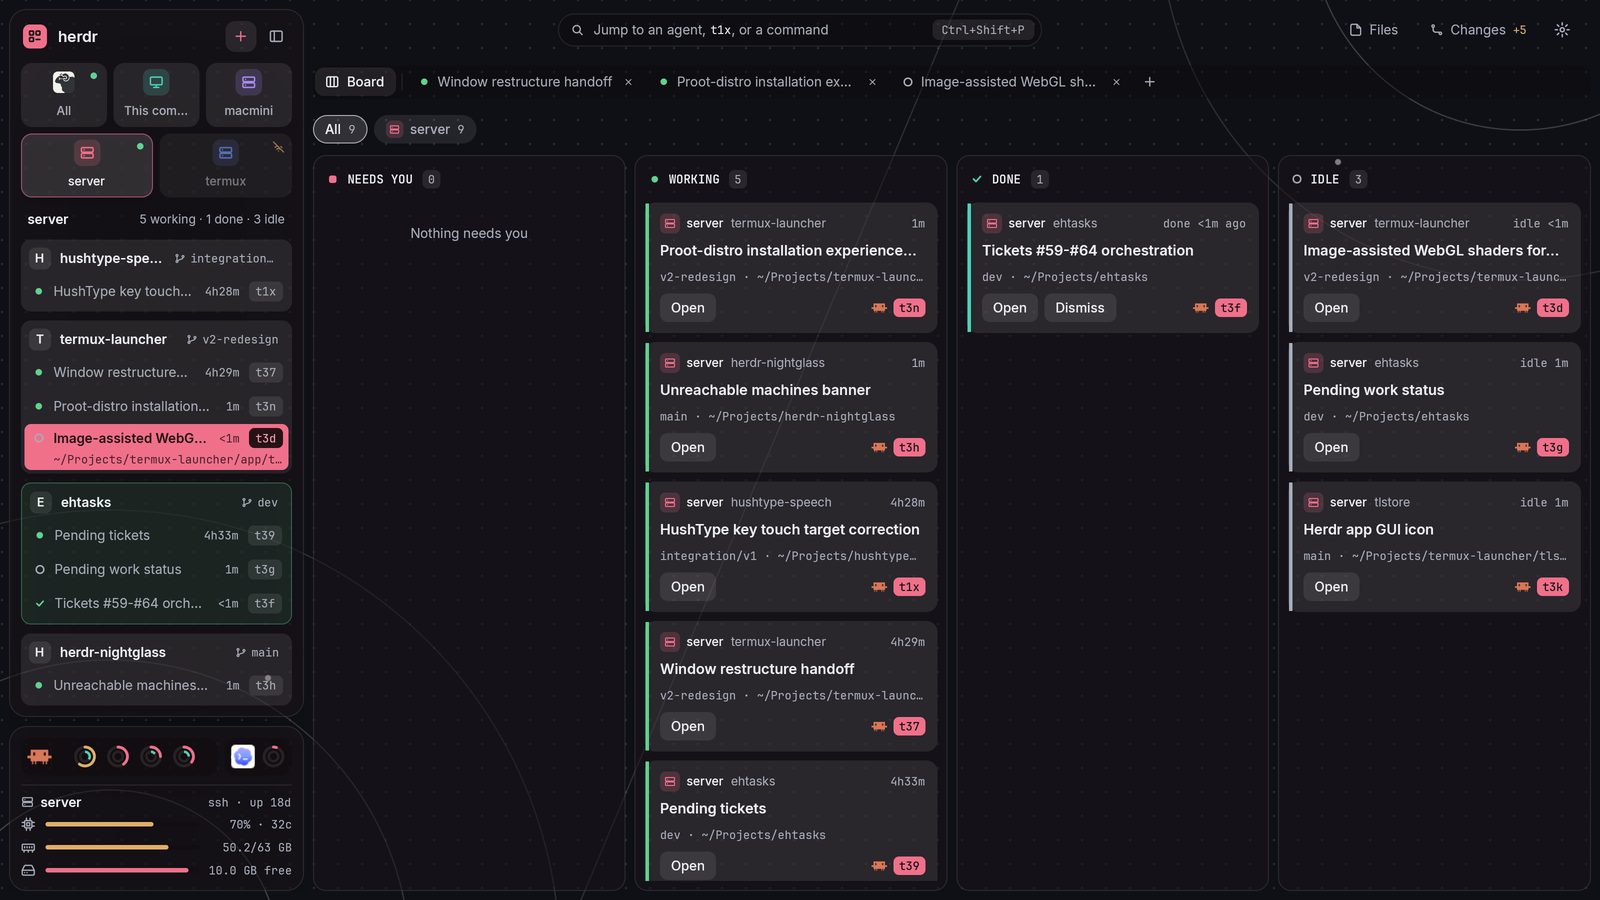 herdr
Jump to an agent, t1x, or a command
Ctrl+Shift+P
Files
Changes +5
All
This com...
macmini
server
termux
server
5 working · 1 done · 3 idle
H hushtype-spe... integration…
HushType key touch... 4h28m t1x
T termux-launcher v2-redesign
Window restructure... 4h29m t37
Proot-distro installation... 1m t3n
Image-assisted WebG... <1m t3d
~/Projects/termux-launcher/app/t…
E ehtasks dev
Pending tickets 4h33m t39
Pending work status 1m t3g
Tickets #59-#64 orch... <1m t3f
H herdr-nightglass main
Unreachable machines... 1m t3h
server ssh · up 18d
70% · 32c
50.2/63 GB
10.0 GB free
Board
Window restructure handoff ×
Proot-distro installation ex... ×
Image-assisted WebGL sh... ×
+
All 9
server 9
NEEDS YOU 0
Nothing needs you
WORKING 5
server termux-launcher 1m
Proot-distro installation experience...
v2-redesign · ~/Projects/termux-launc…
Open t3n
server herdr-nightglass 1m
Unreachable machines banner
main · ~/Projects/herdr-nightglass
Open t3h
server hushtype-speech 4h28m
HushType key touch target correction
integration/v1 · ~/Projects/hushtype…
Open t1x
server termux-launcher 4h29m
Window restructure handoff
v2-redesign · ~/Projects/termux-launc…
Open t37
server ehtasks 4h33m
Pending tickets
dev · ~/Projects/ehtasks
Open t39
DONE 1
server ehtasks done <1m ago
Tickets #59-#64 orchestration
dev · ~/Projects/ehtasks
Open Dismiss t3f
IDLE 3
server termux-launcher idle <1m
Image-assisted WebGL shaders for...
v2-redesign · ~/Projects/termux-launc…
Open t3d
server ehtasks idle 1m
Pending work status
dev · ~/Projects/ehtasks
Open t3g
server tlstore idle 1m
Herdr app GUI icon
main · ~/Projects/termux-launcher/tls…
Open t3k